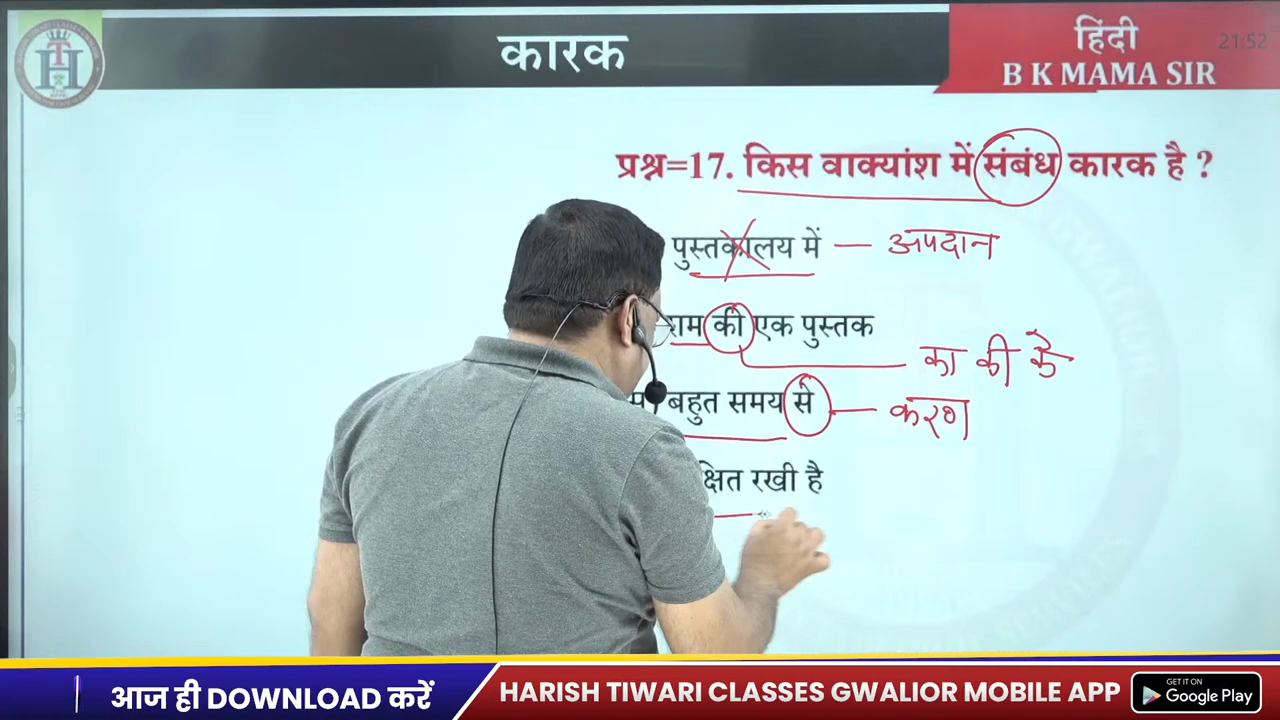 कारक
हिंदी
21:52
B K MAMA SIR
प्रश्न=17. किस वाक्यांश में संबंध कारक है ?
पुस्तकालय में — अपदान
राम की एक पुस्तक
का की के
बहुत समय से — करण
क्षित रखी है
आज ही DOWNLOAD करें
HARISH TIWARI CLASSES GWALIOR MOBILE APP
GET IT ON
Google Play